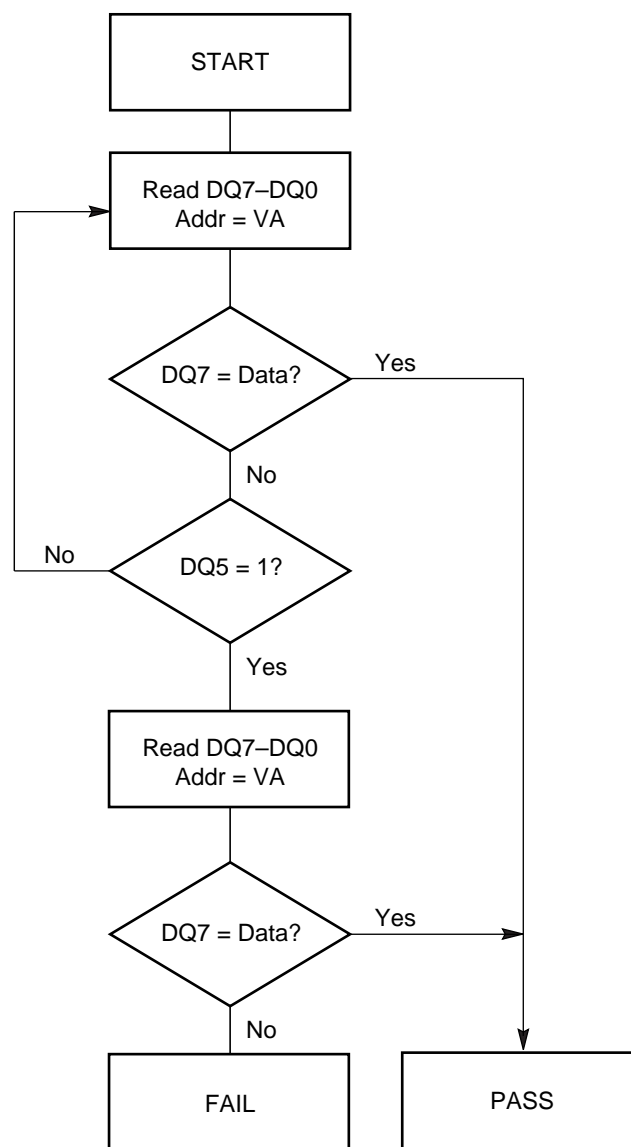 START
Read DQ7–DQ0
Addr = VA
DQ7 = Data?
Yes
No
No
DQ5 = 1?
Yes
Read DQ7–DQ0
Addr = VA
DQ7 = Data?
Yes
No
FAIL
PASS